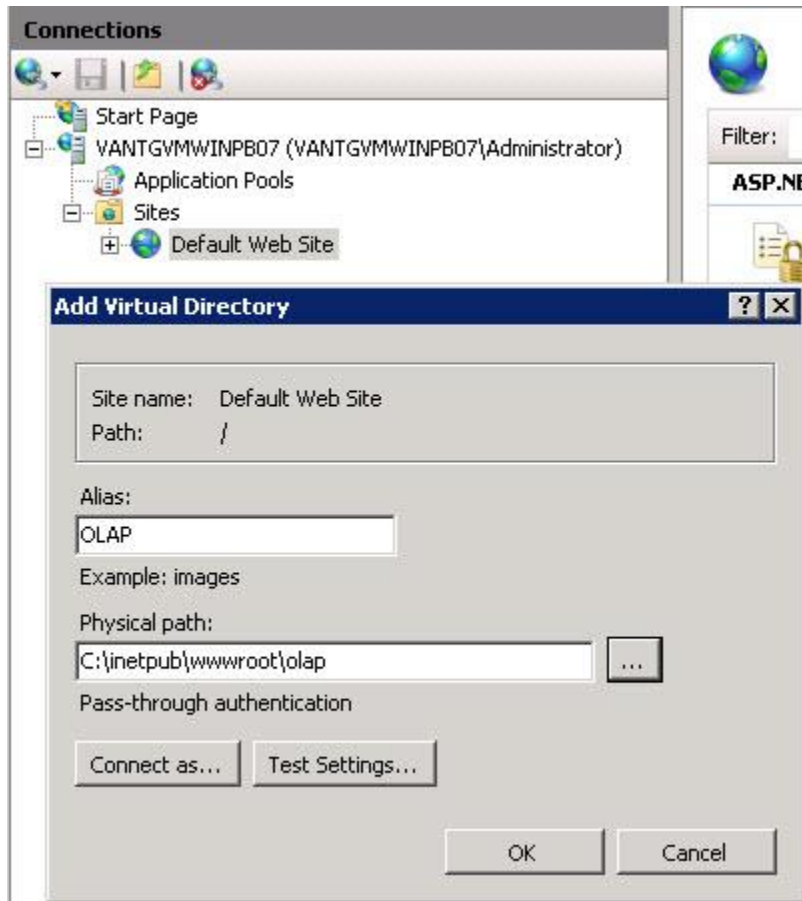 Connections
Start Page
VANTGVMWINPB07 (VANTGVMWINPB07\Administrator)
Application Pools
Sites
Default Web Site
Filter:
ASP.NE
Add Virtual Directory
Site name: Default Web Site
Path: /
Alias:
OLAP
Example: images
Physical path:
C:\inetpub\wwwroot\olap
...
Pass-through authentication
Connect as... Test Settings...
OK Cancel